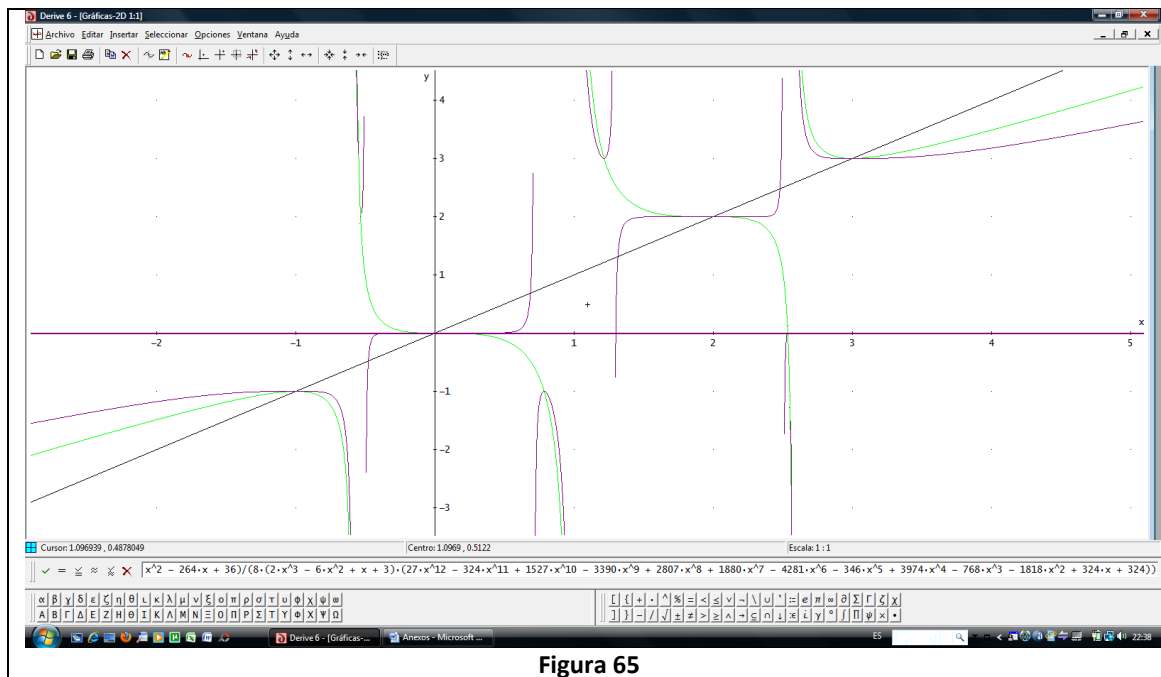 Derive 6 - [Gráficas-2D 1:1]
Archivo Editar Insertar Seleccionar Opciones Ventana Ayuda
y
4
3
2
1
-1
-2
-3
-2 -1 1 2 3 4 5
x
Cursor: 1.096939 , 0.4878049 Centro: 1.0969 , 0.5122 Escala: 1 : 1
x^2 - 264·x + 36)/(8·(2·x^3 - 6·x^2 + x + 3)·(27·x^12 - 324·x^11 + 1527·x^10 - 3390·x^9 + 2807·x^8 + 1880·x^7 - 4281·x^6 - 346·x^5 + 3974·x^4 - 768·x^3 - 1818·x^2 + 324·x + 324))
α β γ δ ε ζ η θ ι κ λ μ ν ξ ο π ρ σ τ υ φ χ ψ ω
Α Β Γ Δ Ε Ζ Η Θ Ι Κ Λ Μ Ν Ξ Ο Π Ρ Σ Τ Υ Φ Χ Ψ Ω
Derive 6 - [Gráficas-... Anexos - Microsoft ... ES 22:38
Figura 65